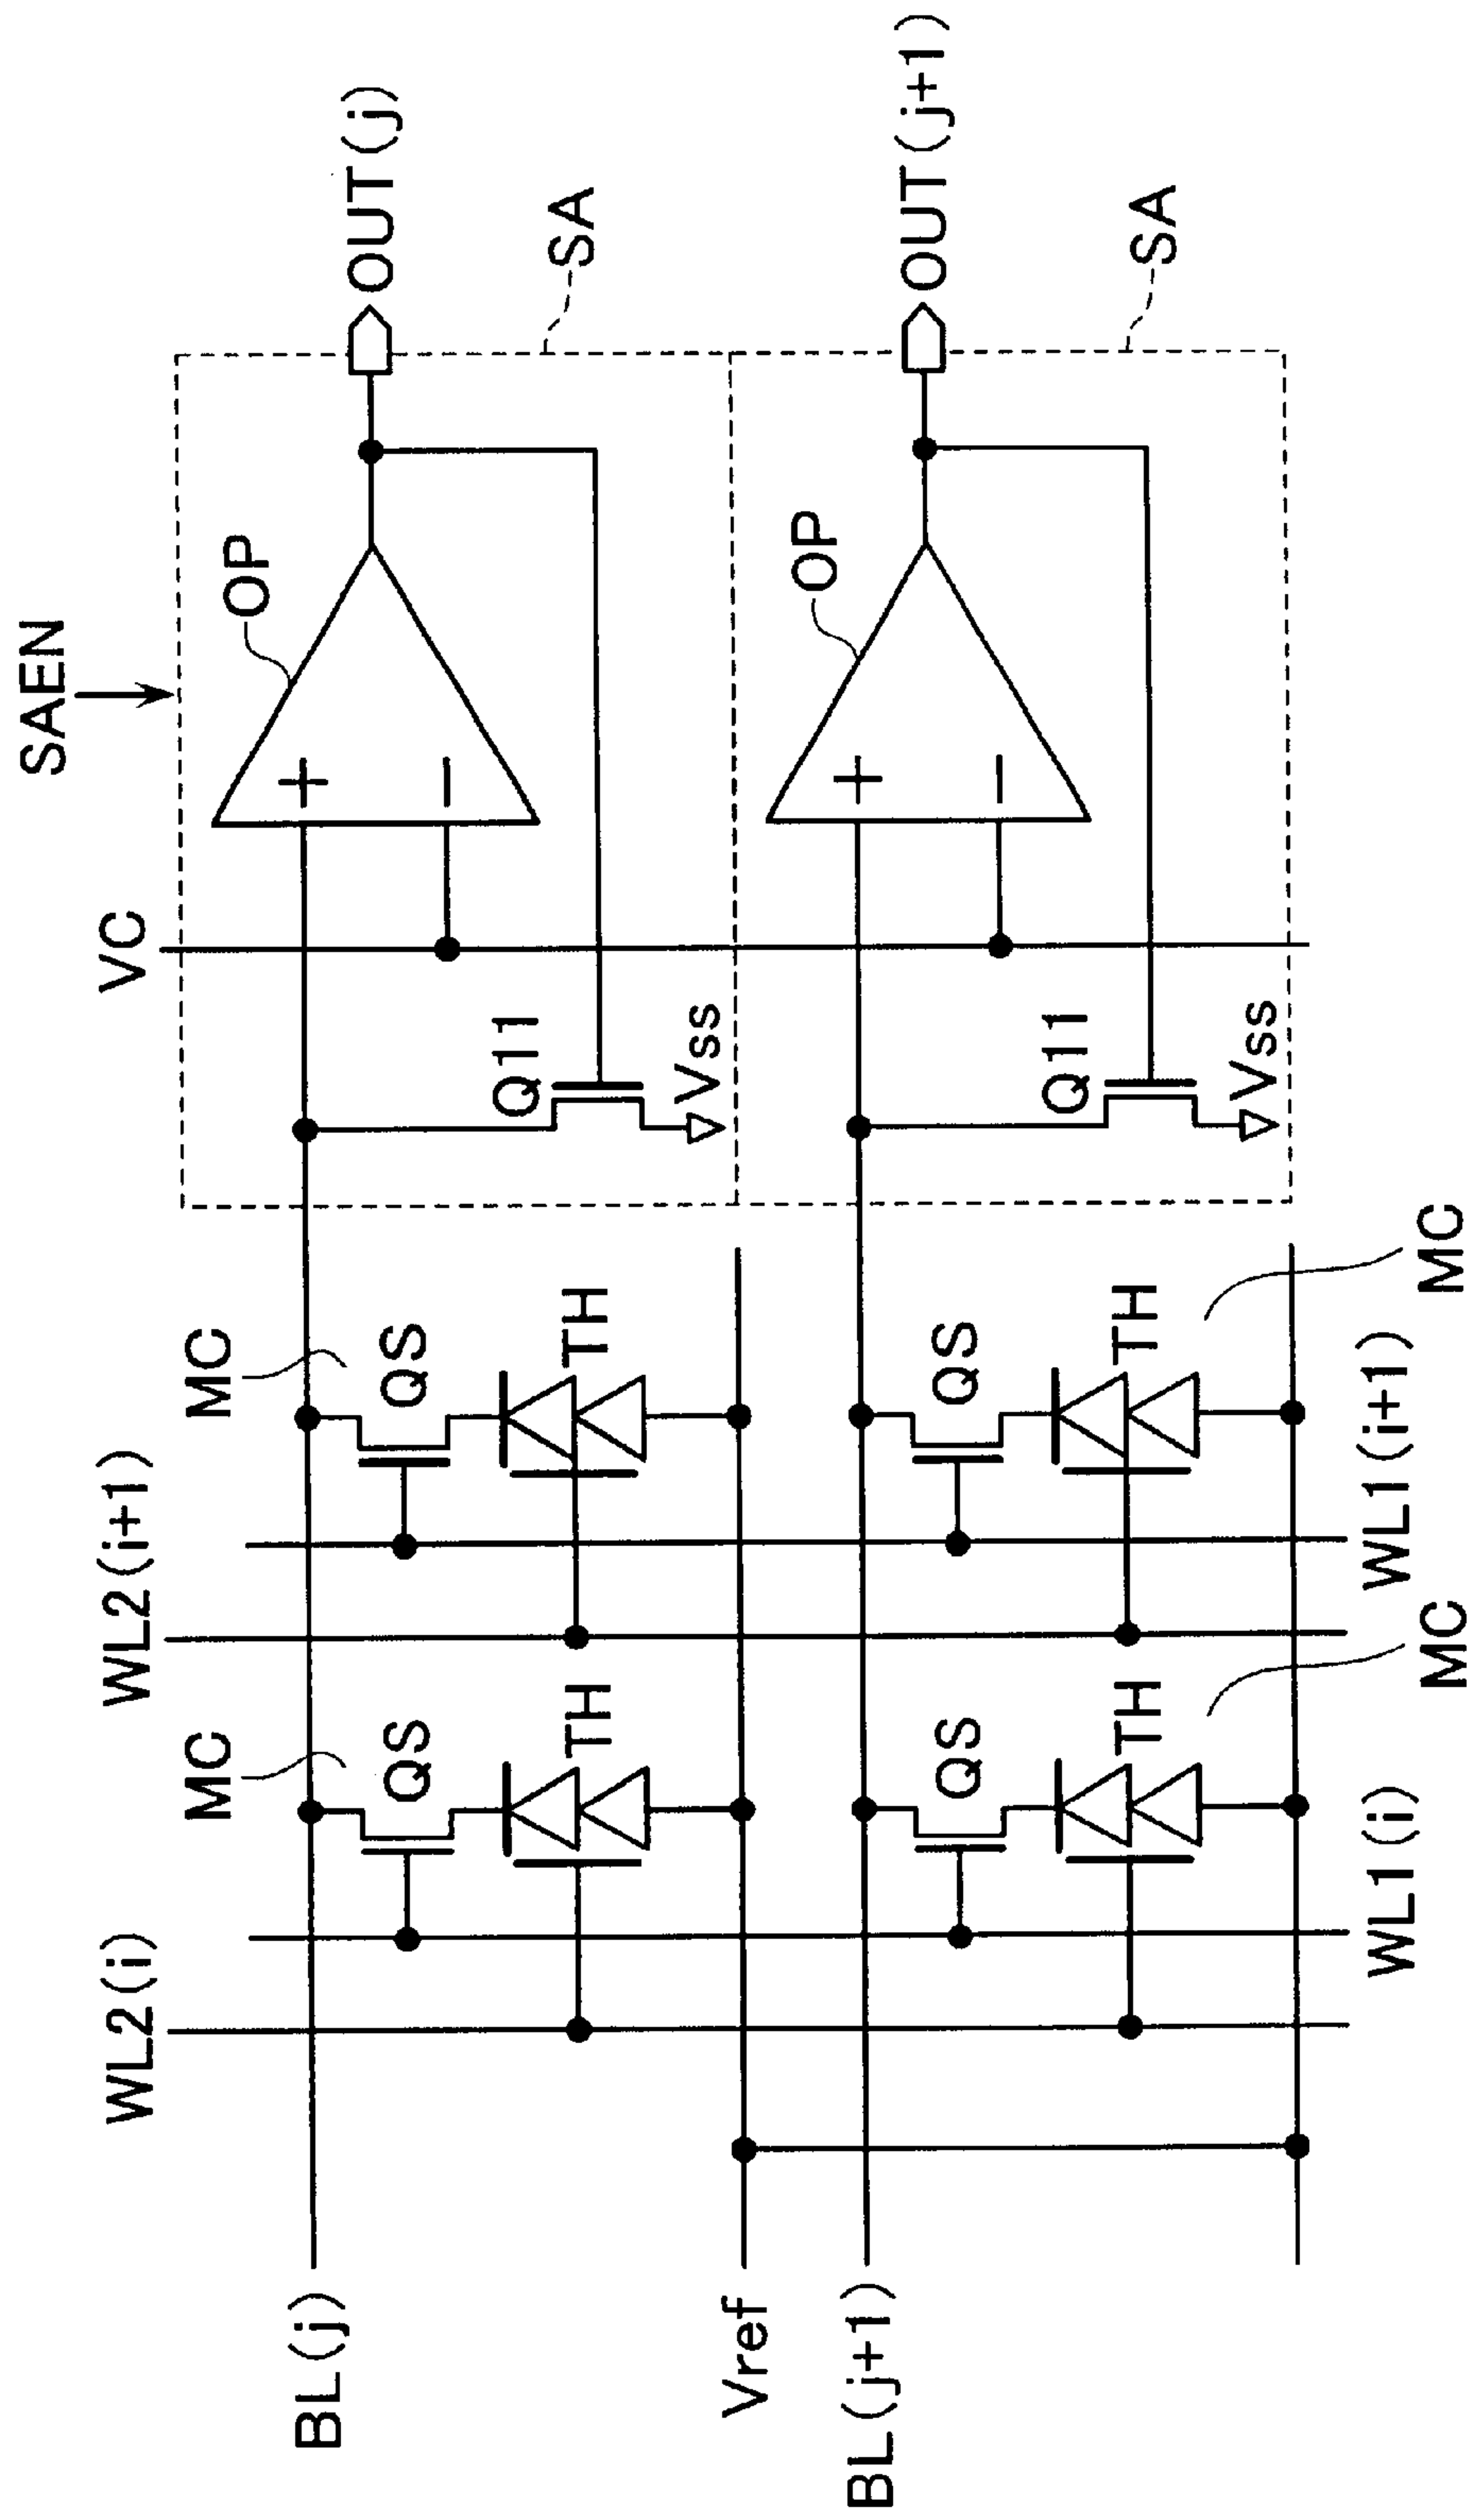 SAEN
VC
OP
OUT(j)
SA
Q11
Vss
WL2(i)
WL2(i+1)
MC
MC
QS
QS
TH
TH
BL(j)
Vref
OP
OUT(j+1)
SA
Q11
Vss
QS
QS
TH
TH
BL(j+1)
MC
MC
WL1(i)
WL1(i+1)